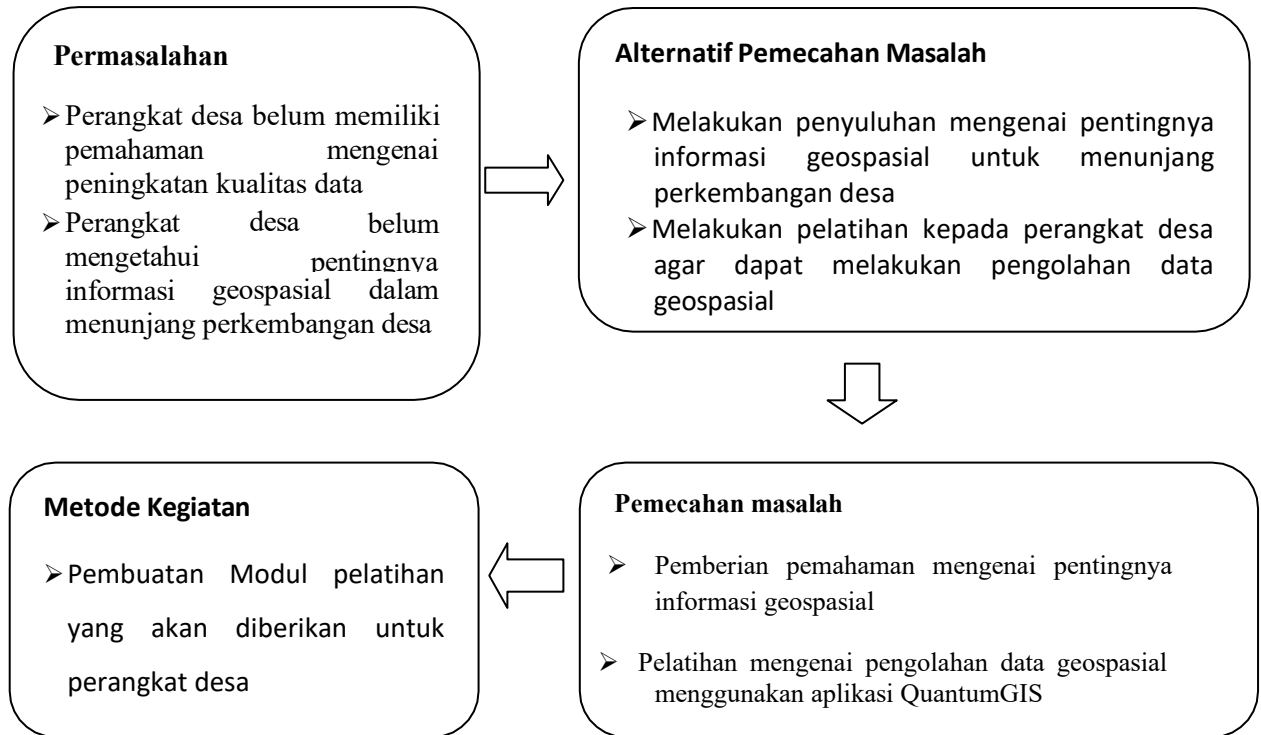 Permasalahan
➢ Perangkat desa belum memiliki
pemahaman mengenai
peningkatan kualitas data
➢ Perangkat desa belum
mengetahui pentingnya
informasi geospasial dalam
menunjang perkembangan desa
Alternatif Pemecahan Masalah
➢ Melakukan penyuluhan mengenai pentingnya
informasi geospasial untuk menunjang
perkembangan desa
➢ Melakukan pelatihan kepada perangkat desa
agar dapat melakukan pengolahan data
geospasial
Pemecahan masalah
➢ Pemberian pemahaman mengenai pentingnya
informasi geospasial
➢ Pelatihan mengenai pengolahan data geospasial
menggunakan aplikasi QuantumGIS
Metode Kegiatan
➢ Pembuatan Modul pelatihan
yang akan diberikan untuk
perangkat desa